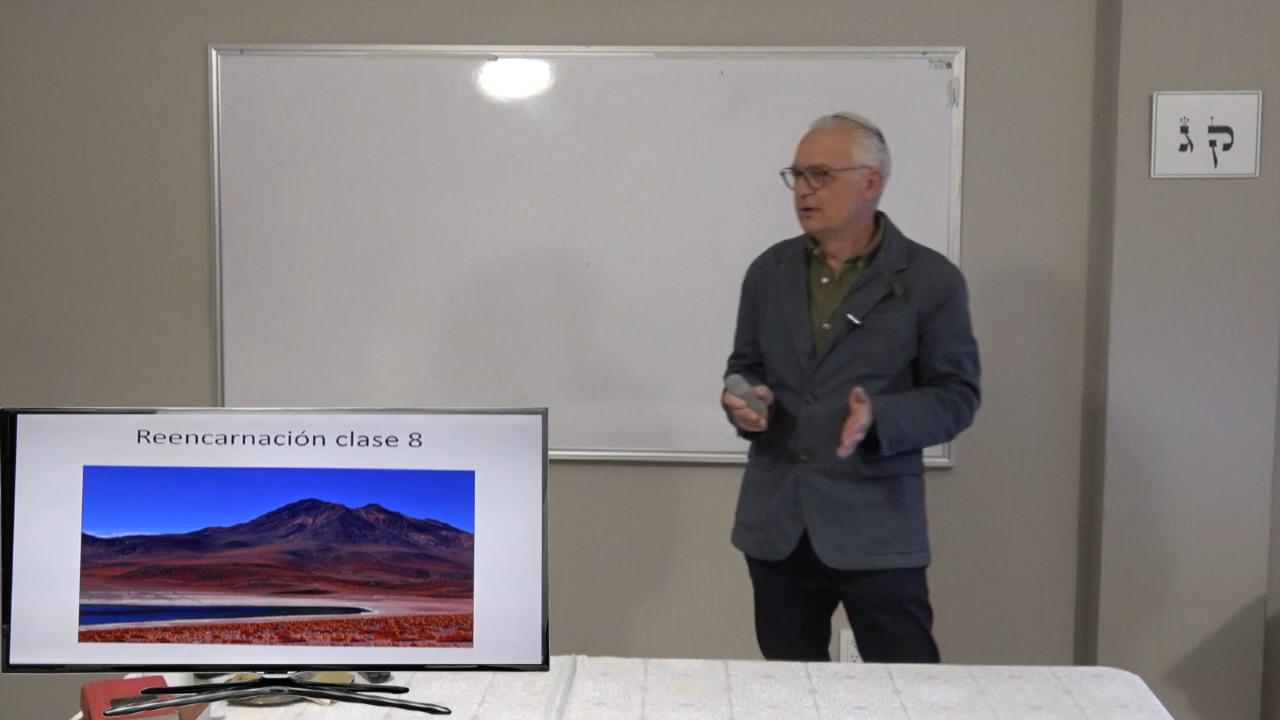 Reencarnación clase 8
ק ג